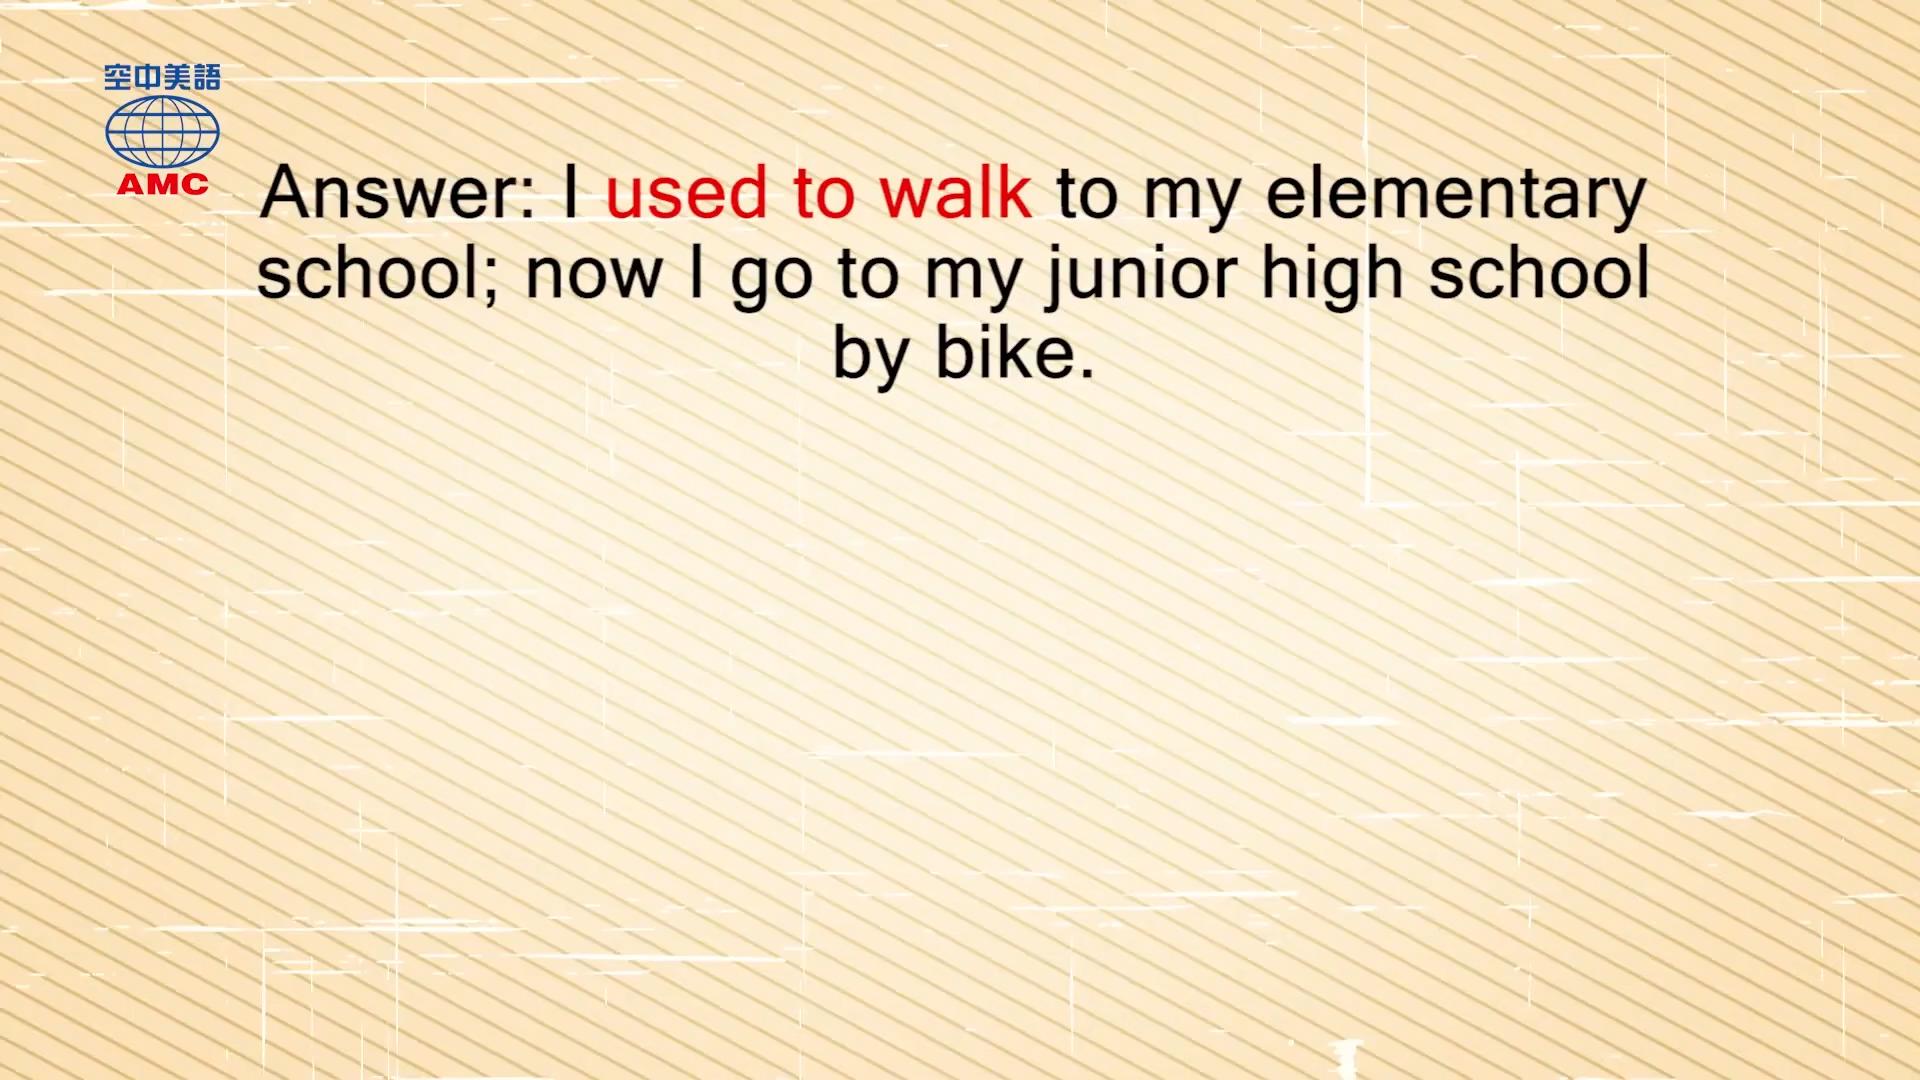 空中美語
AMC
Answer: I used to walk to my elementary
school; now I go to my junior high school
by bike.